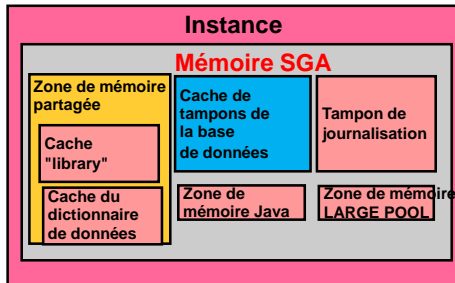 Instance
Mémoire SGA
Zone de mémoire
partagée
Cache
"library"
Cache du
dictionnaire
de données
Cache de
tampons de
la base
de données
Tampon de
journalisation
Zone de
mémoire Java
Zone de mémoire
LARGE POOL